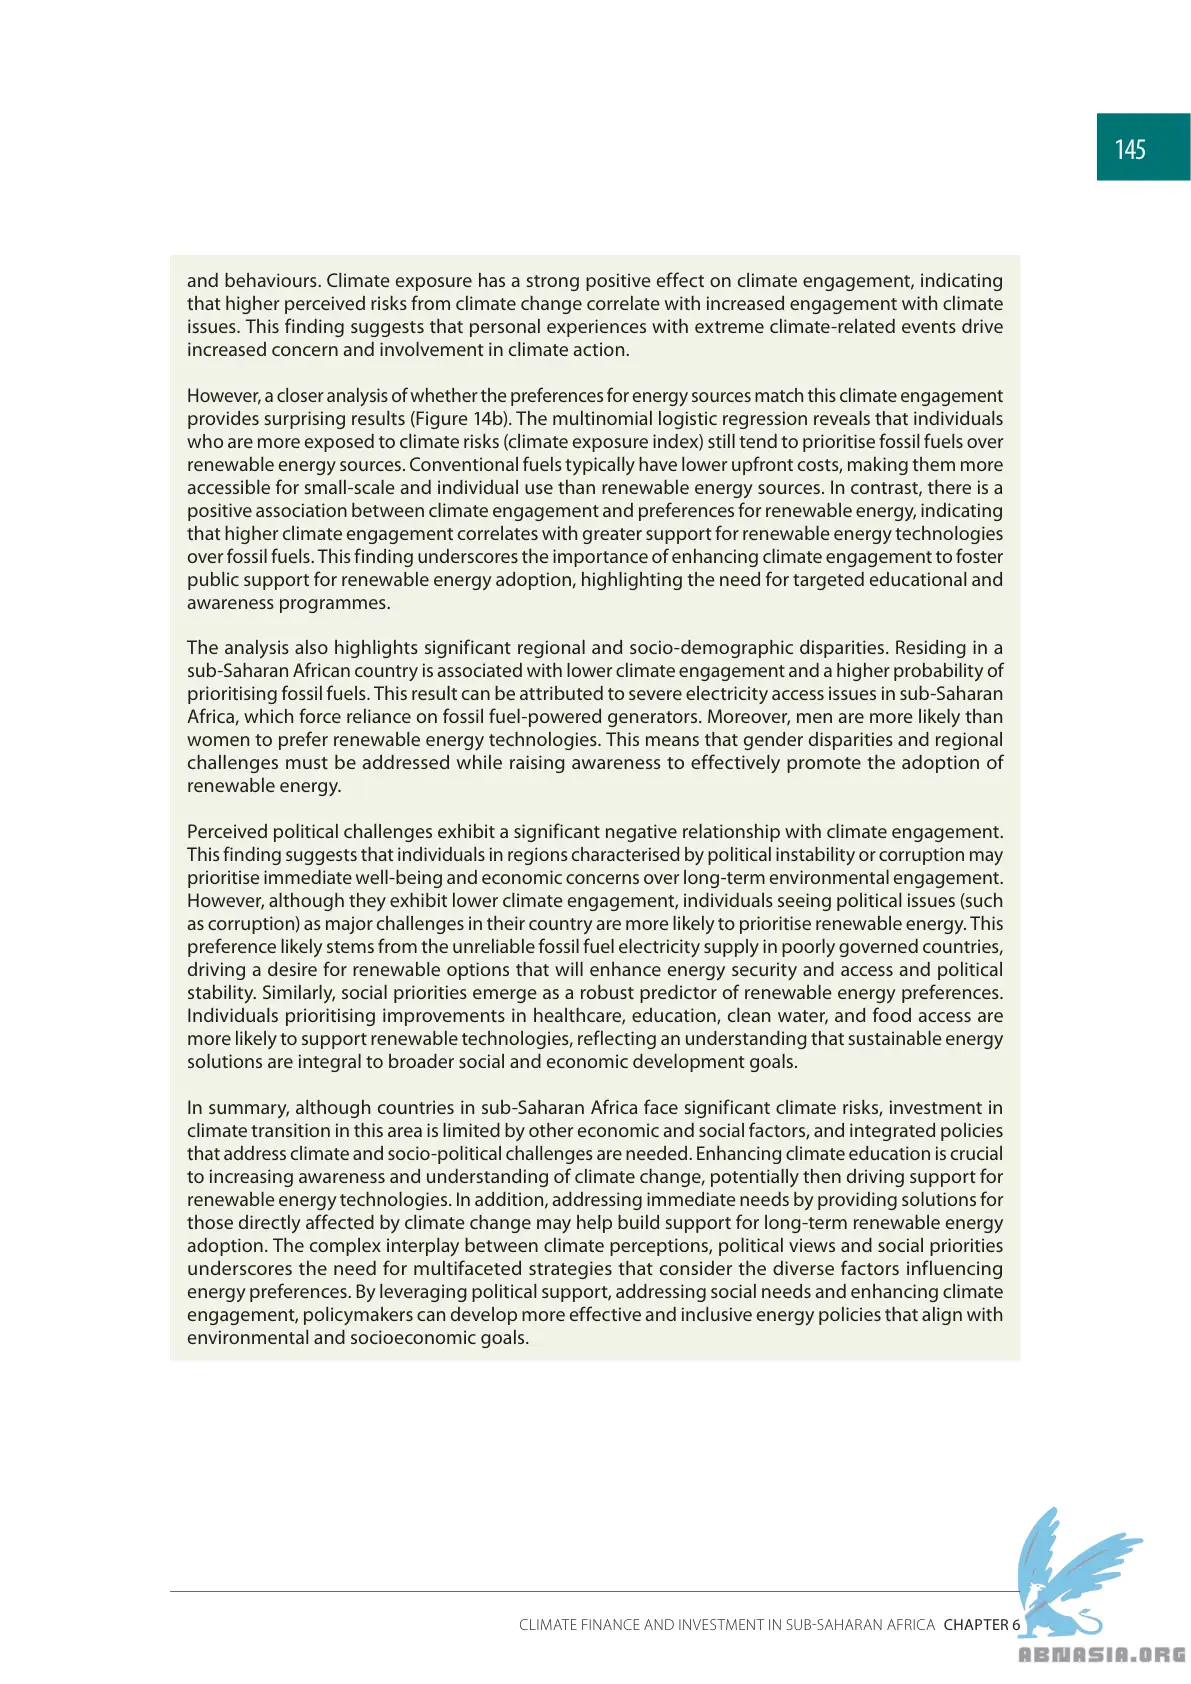 145
and behaviours. Climate exposure has a strong positive effect on climate engagement, indicating
that higher perceived risks from climate change correlate with increased engagement with climate
issues. This finding suggests that personal experiences with extreme climate-related events drive
increased concern and involvement in climate action.
However, a closer analysis of whether the preferences for energy sources match this climate engagement
provides surprising results (Figure 14b). The multinomial logistic regression reveals that individuals
who are more exposed to climate risks (climate exposure index) still tend to prioritise fossil fuels over
renewable energy sources. Conventional fuels typically have lower upfront costs, making them more
accessible for small-scale and individual use than renewable energy sources. In contrast, there is a
positive association between climate engagement and preferences for renewable energy, indicating
that higher climate engagement correlates with greater support for renewable energy technologies
over fossil fuels. This finding underscores the importance of enhancing climate engagement to foster
public support for renewable energy adoption, highlighting the need for targeted educational and
awareness programmes.
The analysis also highlights significant regional and socio-demographic disparities. Residing in a
sub-Saharan African country is associated with lower climate engagement and a higher probability of
prioritising fossil fuels. This result can be attributed to severe electricity access issues in sub-Saharan
Africa, which force reliance on fossil fuel-powered generators. Moreover, men are more likely than
women to prefer renewable energy technologies. This means that gender disparities and regional
challenges must be addressed while raising awareness to effectively promote the adoption of
renewable energy.
Perceived political challenges exhibit a significant negative relationship with climate engagement.
This finding suggests that individuals in regions characterised by political instability or corruption may
prioritise immediate well-being and economic concerns over long-term environmental engagement.
However, although they exhibit lower climate engagement, individuals seeing political issues (such
as corruption) as major challenges in their country are more likely to prioritise renewable energy. This
preference likely stems from the unreliable fossil fuel electricity supply in poorly governed countries,
driving a desire for renewable options that will enhance energy security and access and political
stability. Similarly, social priorities emerge as a robust predictor of renewable energy preferences.
Individuals prioritising improvements in healthcare, education, clean water, and food access are
more likely to support renewable technologies, reflecting an understanding that sustainable energy
solutions are integral to broader social and economic development goals.
In summary, although countries in sub-Saharan Africa face significant climate risks, investment in
climate transition in this area is limited by other economic and social factors, and integrated policies
that address climate and socio-political challenges are needed. Enhancing climate education is crucial
to increasing awareness and understanding of climate change, potentially then driving support for
renewable energy technologies. In addition, addressing immediate needs by providing solutions for
those directly affected by climate change may help build support for long-term renewable energy
adoption. The complex interplay between climate perceptions, political views and social priorities
underscores the need for multifaceted strategies that consider the diverse factors influencing
energy preferences. By leveraging political support, addressing social needs and enhancing climate
engagement, policymakers can develop more effective and inclusive energy policies that align with
environmental and socioeconomic goals.
CLIMATE FINANCE AND INVESTMENT IN SUB-SAHARAN AFRICA CHAPTER 6
ABNASIA.ORG